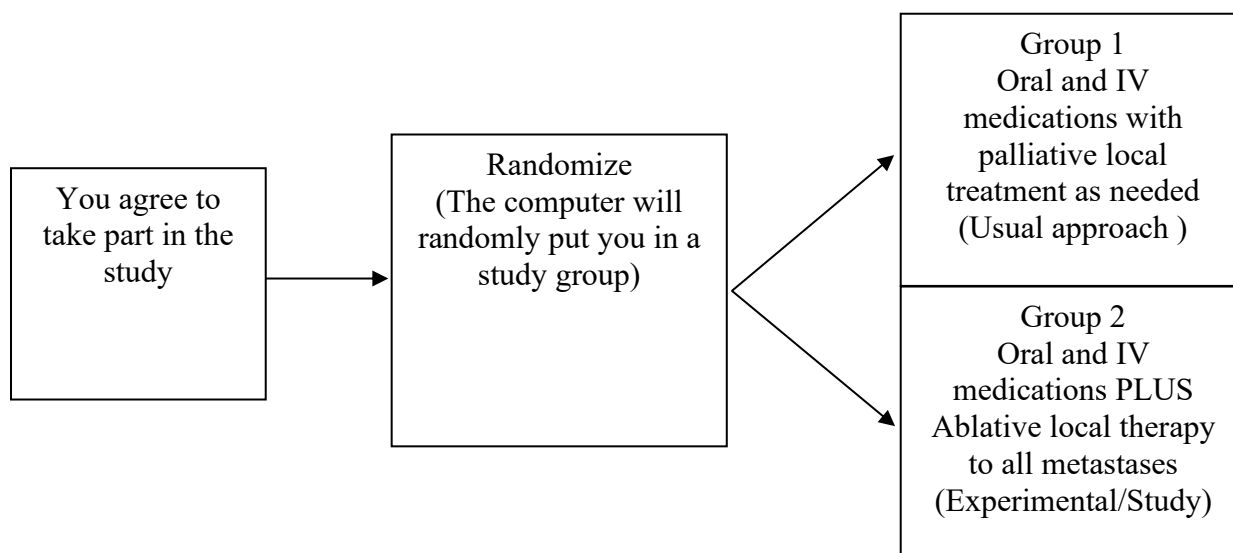 You agree to
take part in the
study
Randomize
(The computer will
randomly put you in a
study group)
Group 1
Oral and IV
medications with
palliative local
treatment as needed
(Usual approach )
Group 2
Oral and IV
medications PLUS
Ablative local therapy
to all metastases
(Experimental/Study)